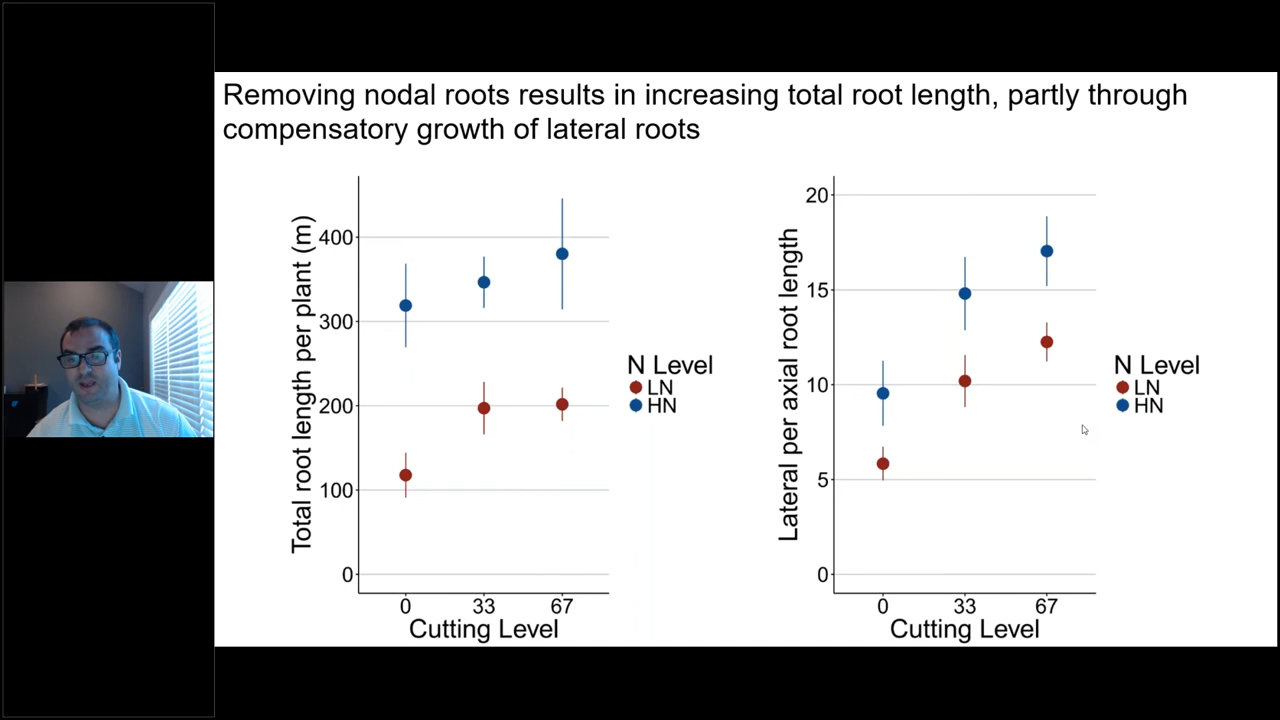 Removing nodal roots results in increasing total root length, partly through
compensatory growth of lateral roots
Total root length per plant (m)
400
300
200
100
0
0 33 67
Cutting Level
N Level
LN
HN
Lateral per axial root length
20
15
10
5
0
0 33 67
Cutting Level
N Level
LN
HN